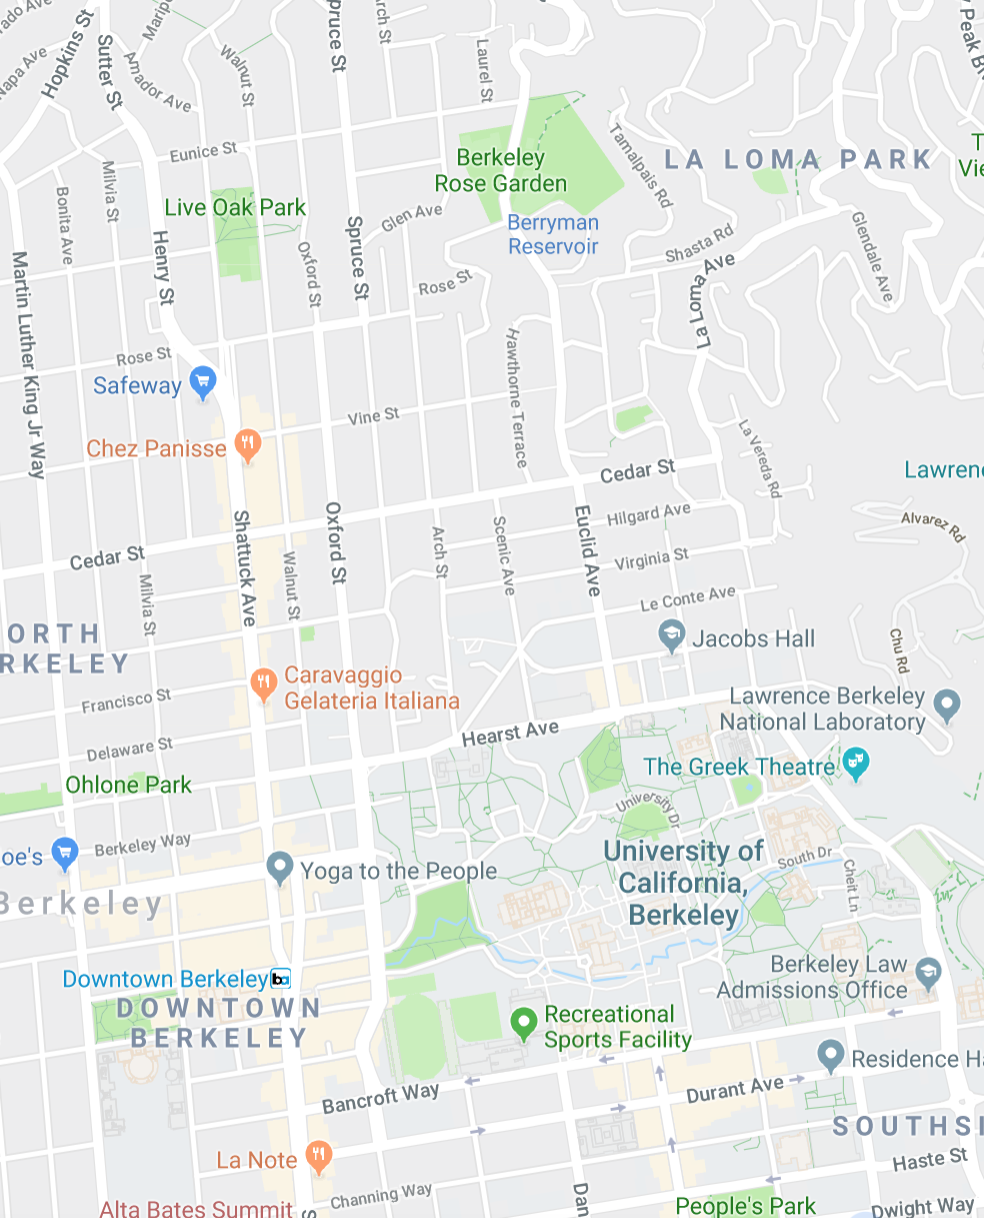 Hopkins St
Napa Ave
Sutter St
Amador Ave
Walnut St
Spruce St
Arch St
Laurel St
Eunice St
Milvia St
Bonita Ave
Live Oak Park
Berkeley
Rose Garden
Tamalpais Rd
LA LOMA PARK
Glen Ave
Berryman
Reservoir
Shasta Rd
Glendale Ave
Martin Luther King Jr Way
Henry St
Oxford St
Spruce St
Rose St
La Loma Ave
Rose St
Safeway
Hawthorne Terrace
Vine St
Chez Panisse
La Vereda Rd
Cedar St
Hilgard Ave
Alvarez Rd
Cedar St
Shattuck Ave
Walnut St
Oxford St
Arch St
Scenic Ave
Euclid Ave
Virginia St
Milvia St
Le Conte Ave
Jacobs Hall
Chu Rd
Caravaggio
Gelateria Italiana
Francisco St
Lawrence Berkeley
National Laboratory
Delaware St
Hearst Ave
The Greek Theatre
Ohlone Park
University Dr
Berkeley Way
Yoga to the People
University of
California,
Berkeley
South Dr
Cheit Ln
Berkeley
Downtown Berkeley
ba
DOWNTOWN
BERKELEY
Berkeley Law
Admissions Office
Recreational
Sports Facility
Residence Ha
Bancroft Way
Durant Ave
SOUTHSI
La Note
Haste St
Channing Way
Alta Bates Summit
Dan
People's Park
Dwight Way